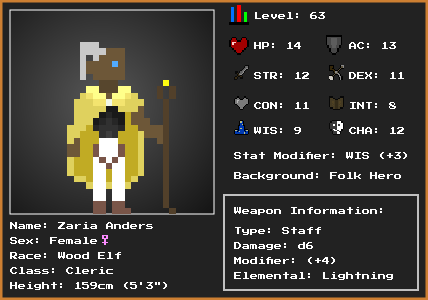 Level: 63
HP: 14
AC: 13
STR: 12
DEX: 11
CON: 11
INT: 8
WIS: 9
CHA: 12
Stat Modifier: WIS (+3)
Background: Folk Hero
Name: Zaria Anders
Sex: Female♀
Race: Wood Elf
Class: Cleric
Height: 159cm (5'3")
Weapon Information:
Type: Staff
Damage: d6
Modifier: (+4)
Elemental: Lightning